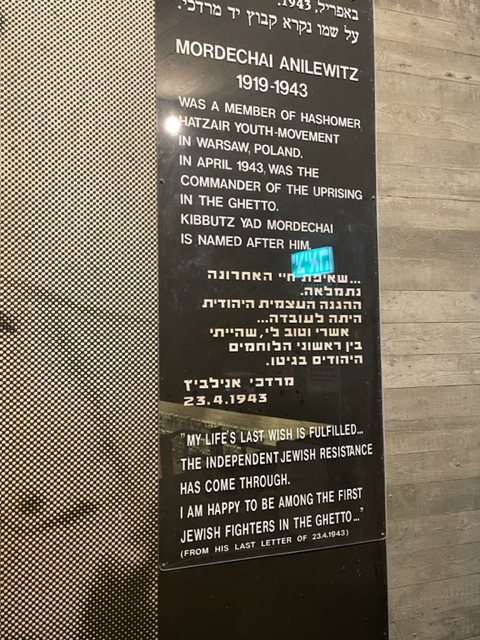 באפריל, 1943.
על שמו נקרא קבוץ יד מרדכי.
MORDECHAI ANILEWITZ
1919-1943
WAS A MEMBER OF HASHOMER
HATZAIR YOUTH-MOVEMENT
IN WARSAW, POLAND.
IN APRIL 1943, WAS THE
COMMANDER OF THE UPRISING
IN THE GHETTO.
KIBBUTZ YAD MORDECHAI
IS NAMED AFTER HIM.
...שאיפת חיי האחרונה
נתמלאה.
ההגנה העצמית היהודית
היתה לעובדה...
אשרי וטוב לי, שהייתי
בין ראשוני הלוחמים
היהודים בגיטו.
מרדכי אנילביץ
23.4.1943
"MY LIFE'S LAST WISH IS FULFILLED...
THE INDEPENDENT JEWISH RESISTANCE
HAS COME THROUGH.
I AM HAPPY TO BE AMONG THE FIRST
JEWISH FIGHTERS IN THE GHETTO..."
(FROM HIS LAST LETTER OF 23.4.1943)